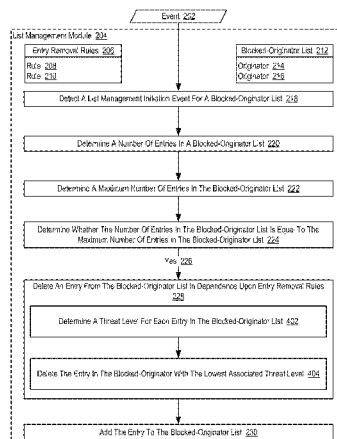 Event 202
List Management Module 204
Entry Removal Rules 206
Rule 208
Rule 210
Blocked-Originator List 212
Originator 214
Originator 216
Detect A List Management Initiation Event For A Blocked-Originator List 218
Determine A Number Of Entries In A Blocked-Originator List 220
Determine A Maximum Number Of Entries In The Blocked-Originator List 222
Determine Whether The Number Of Entries In The Blocked-Originator List Is Equal To The
Maximum Number Of Entries In The Blocked-Originator List 224
Yes 226
Delete An Entry From The Blocked-Originator List In Dependence Upon Entry Removal Rules
228
Determine A Threat Level For Each Entry In The Blocked-Originator List 402
Delete The Entry In The Blocked-Originator With The Lowest Associated Threat Level 404
Add The Entry To The Blocked-Originator List 230